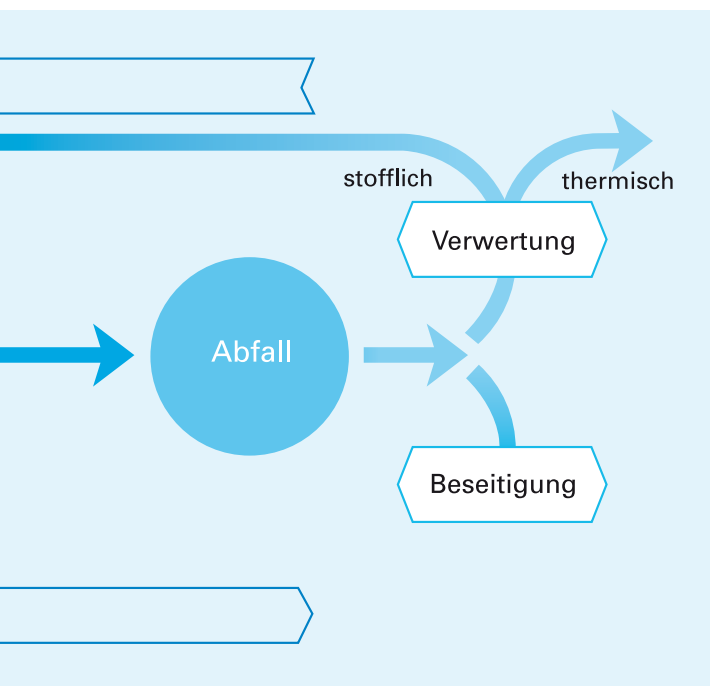 stofflich
thermisch
Verwertung
Abfall
Beseitigung